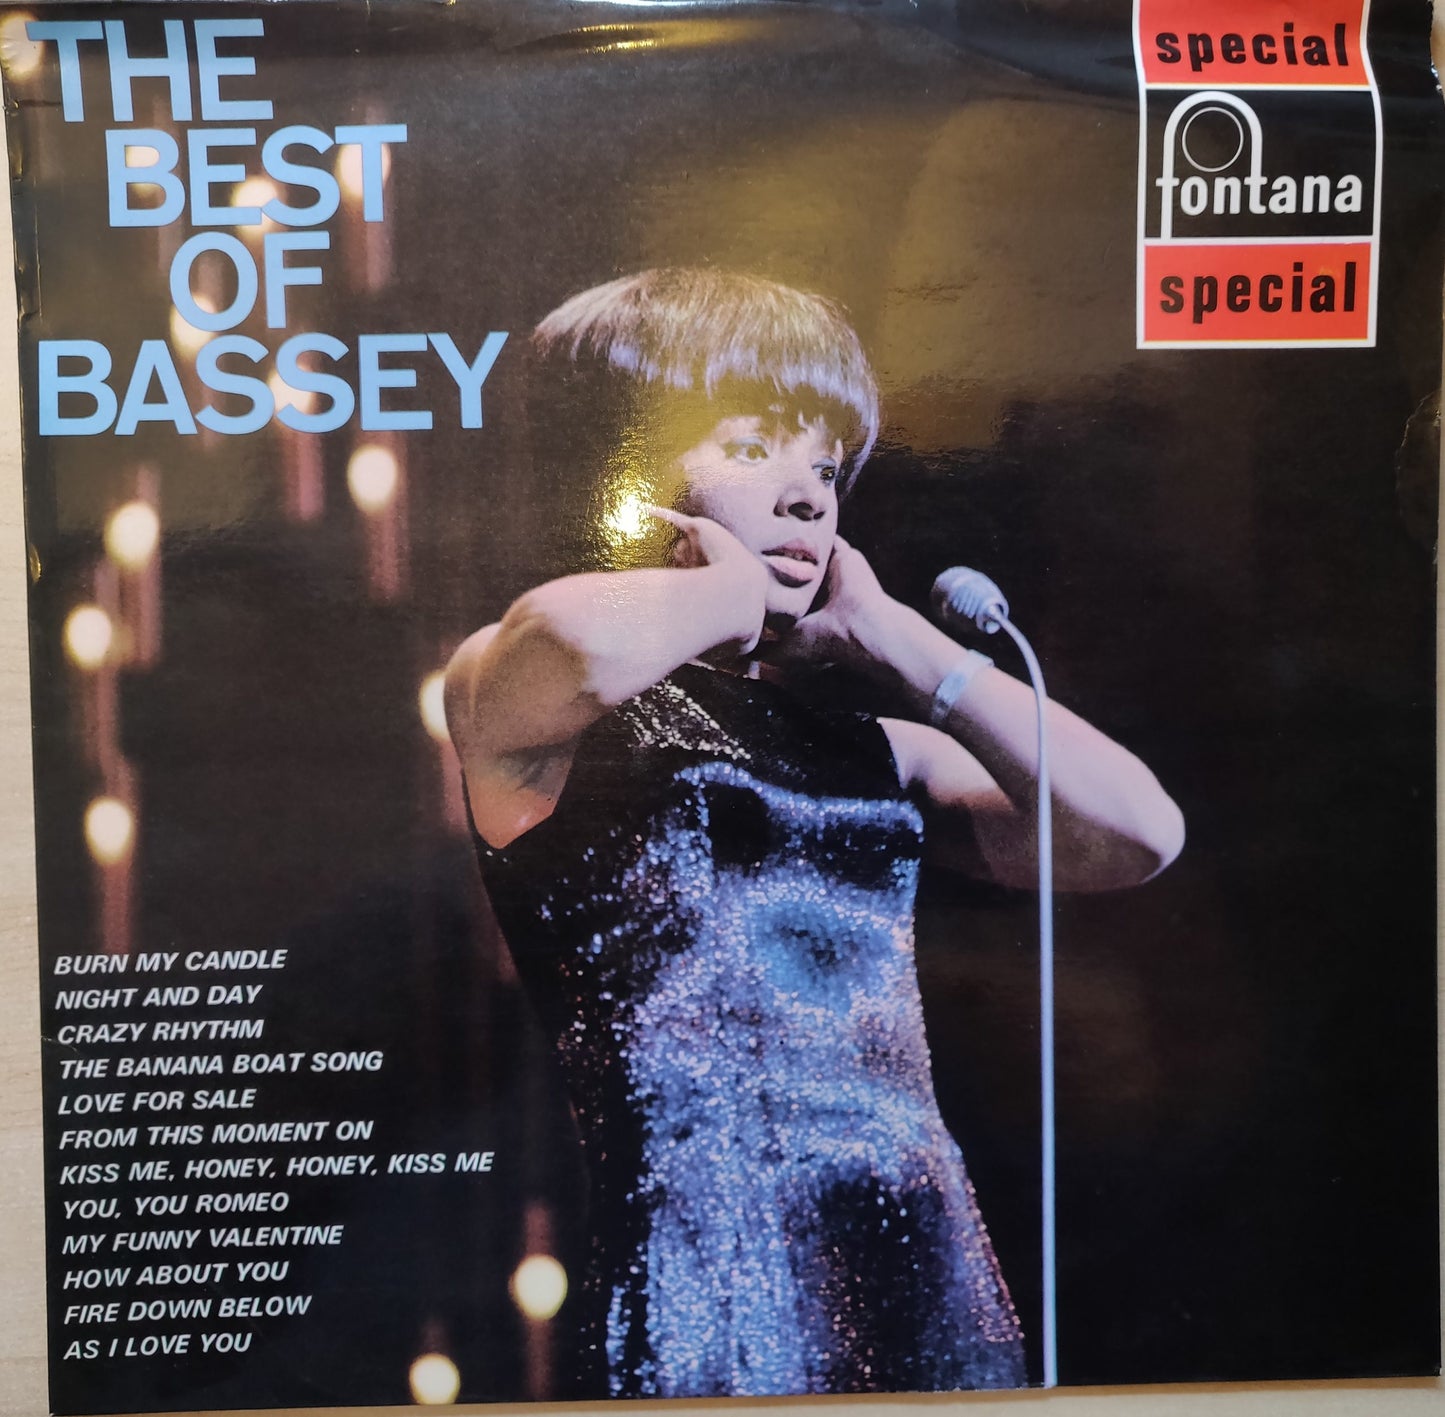 THE
BEST
OF
BASSEY
special
fontana
special
BURN MY CANDLE
NIGHT AND DAY
CRAZY RHYTHM
THE BANANA BOAT SONG
LOVE FOR SALE
FROM THIS MOMENT ON
KISS ME, HONEY, HONEY, KISS ME
YOU, YOU ROMEO
MY FUNNY VALENTINE
HOW ABOUT YOU
FIRE DOWN BELOW
AS I LOVE YOU